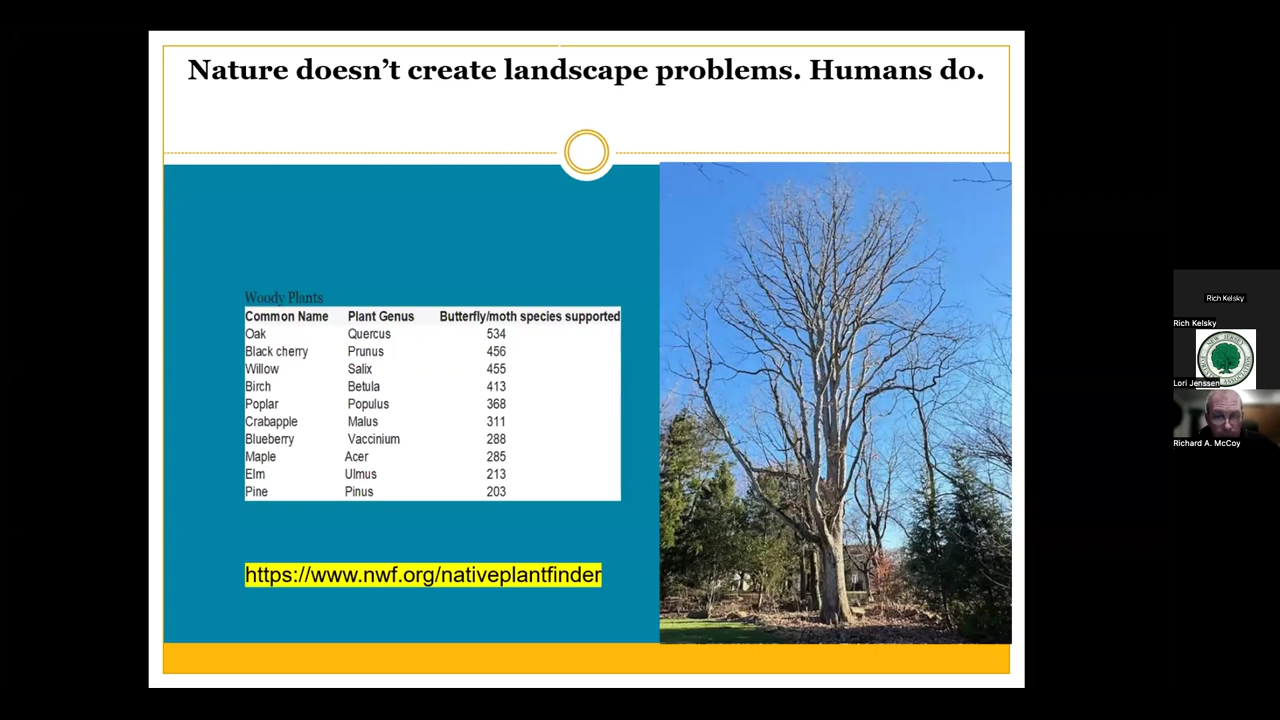 Nature doesn't create landscape problems. Humans do.
Woody Plants
Common Name Plant Genus Butterfly/moth species supported
Oak Quercus 534
Black cherry Prunus 456
Willow Salix 455
Birch Betula 413
Poplar Populus 368
Crabapple Malus 311
Blueberry Vaccinium 288
Maple Acer 285
Elm Ulmus 213
Pine Pinus 203
https://www.nwf.org/nativeplantfinder
Rich Kelsky
Rich Kelsky
Lori Jenssen
Richard A. McCoy